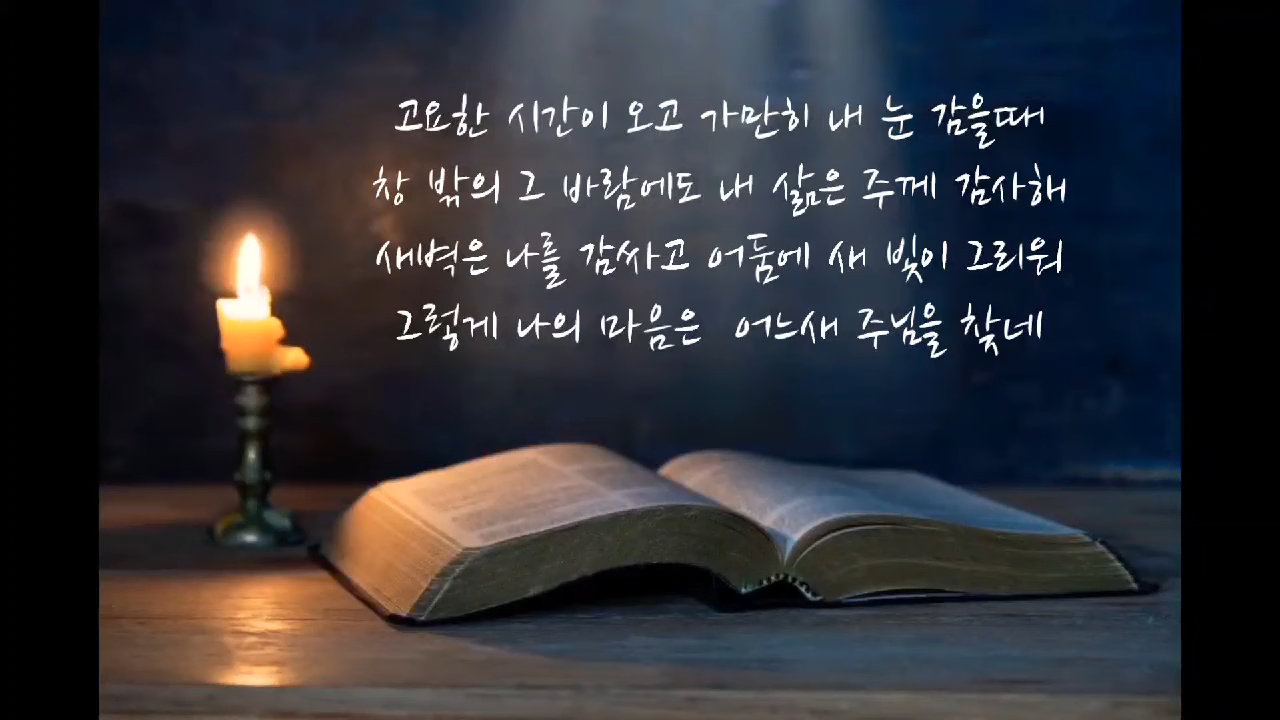 고요한 시간이 오고 가만히 내 눈 감을때
창 밖의 그 바람에도 내 삶은 주께 감사해
새벽은 나를 감싸고 어둠에 새 빛이 그리워
그렇게 나의 마음은 어느새 주님을 찾네